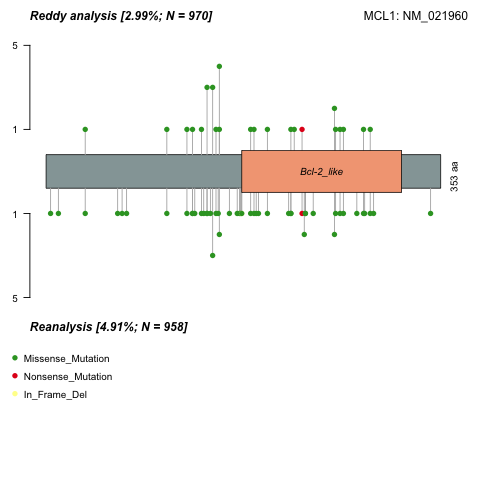 Reddy analysis [2.99%; N = 970]
MCL1: NM_021960
5
1
Bcl-2_like
353 aa
1
5
Reanalysis [4.91%; N = 958]
Missense_Mutation
Nonsense_Mutation
In_Frame_Del